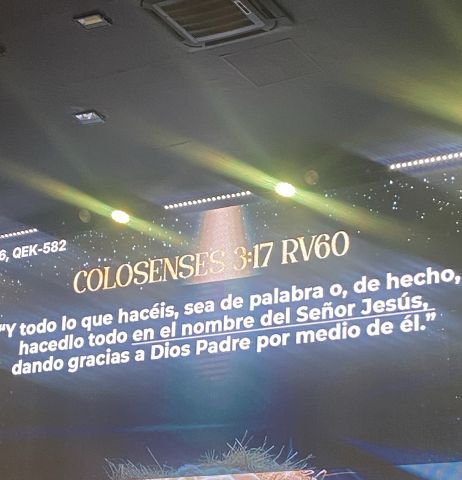 6, QEK-582
COLOSENSES 3:17 RV60
“Y todo lo que hacéis, sea de palabra o, de hecho,
hacedlo todo en el nombre del Señor Jesús,
dando gracias a Dios Padre por medio de él.”